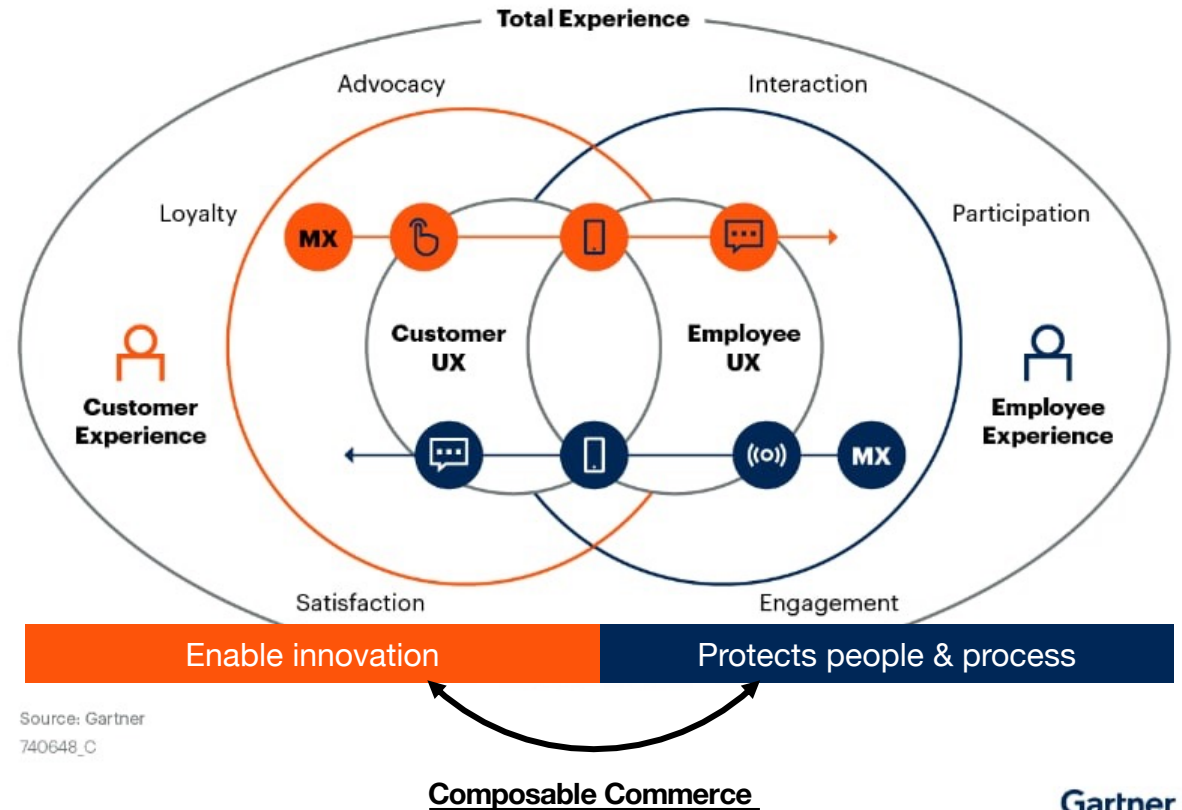 Total Experience
Advocacy
Interaction
Loyalty
Participation
MX
Customer
UX
Employee
UX
Customer
Experience
Employee
Experience
MX
Satisfaction
Engagement
Enable innovation
Protects people & process
Source: Gartner
740648_C
Composable Commerce
Gartner